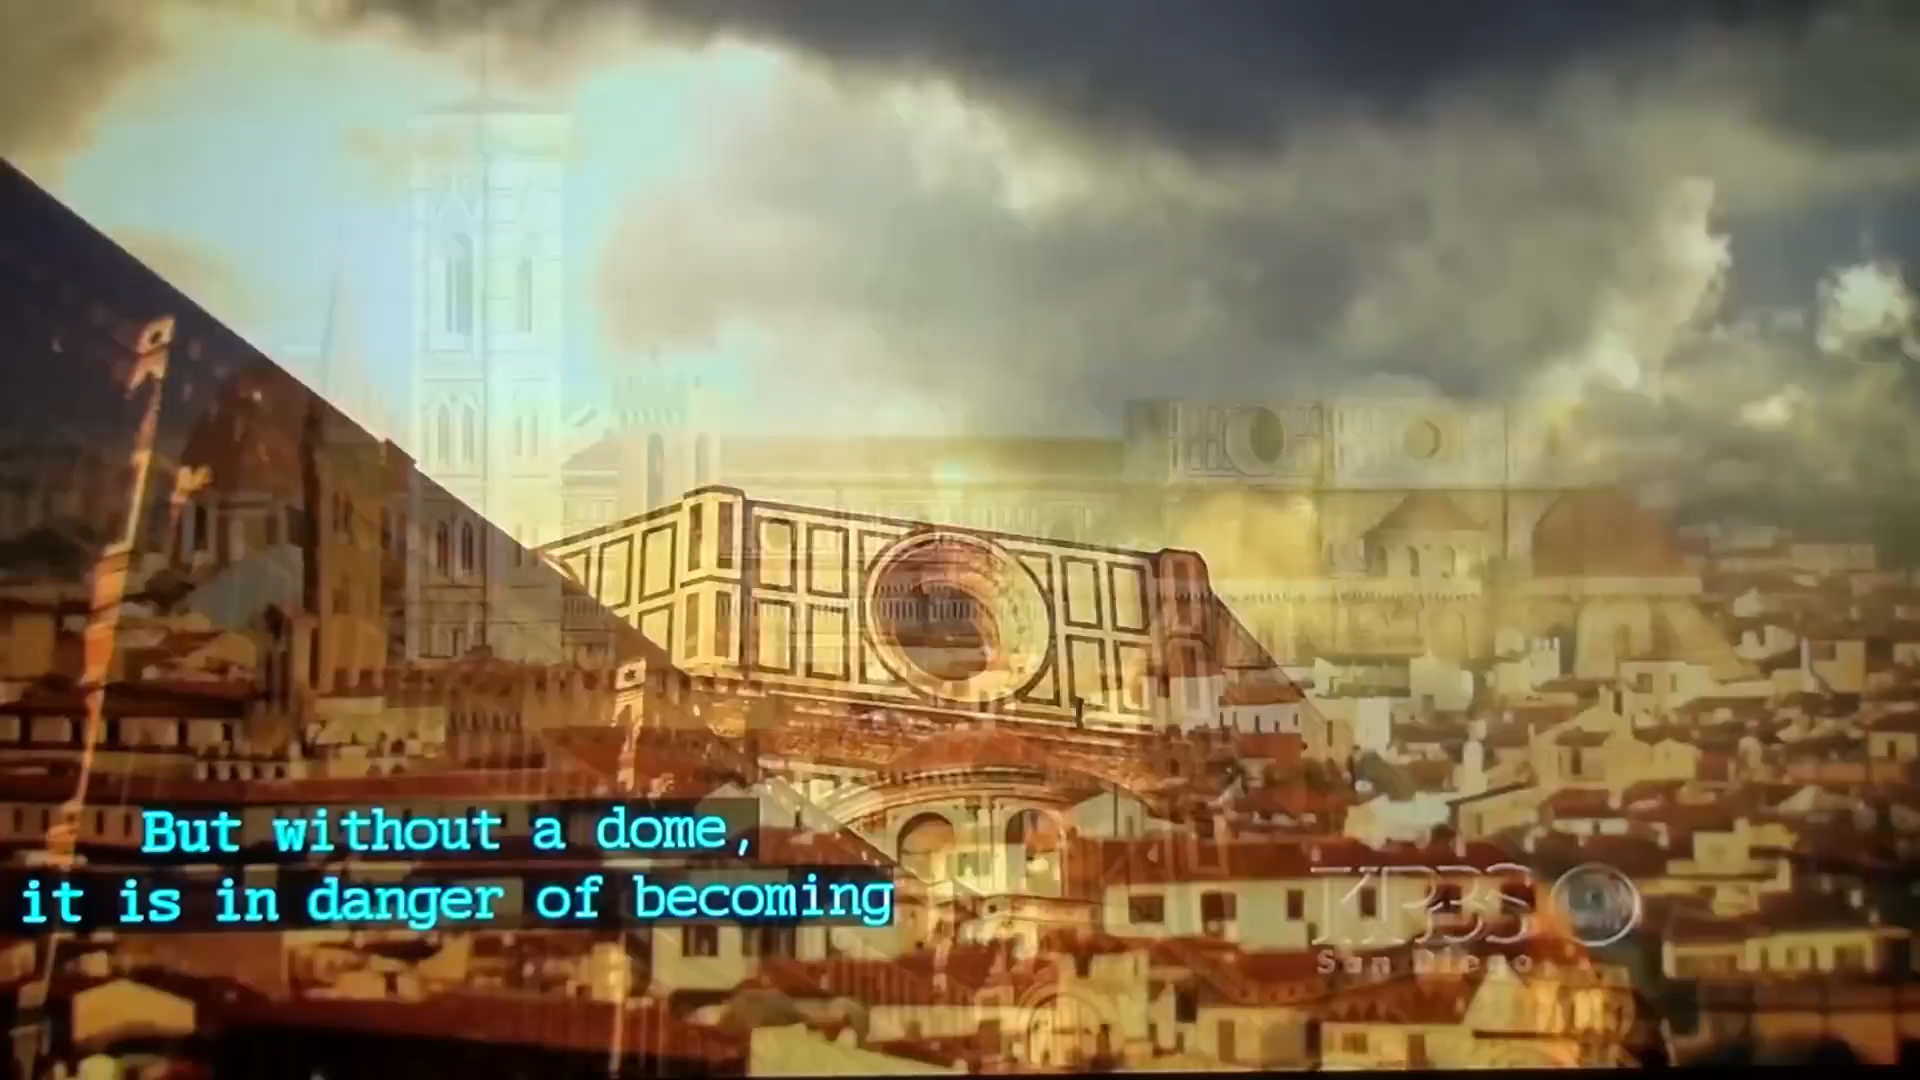 But without a dome,
it is in danger of becoming
KPBS
San Diego